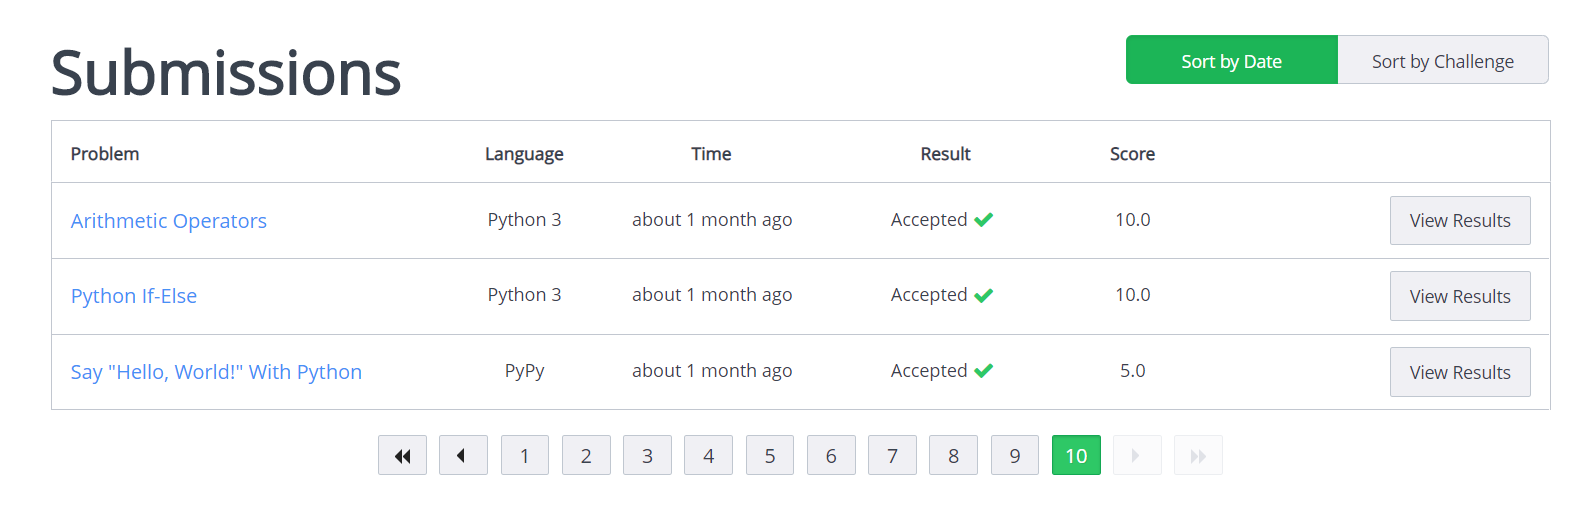 Submissions
Sort by Date Sort by Challenge
Problem Language Time Result Score
Arithmetic Operators Python 3 about 1 month ago Accepted 10.0 View Results
Python If-Else Python 3 about 1 month ago Accepted 10.0 View Results
Say "Hello, World!" With Python PyPy about 1 month ago Accepted 5.0 View Results
1 2 3 4 5 6 7 8 9 10